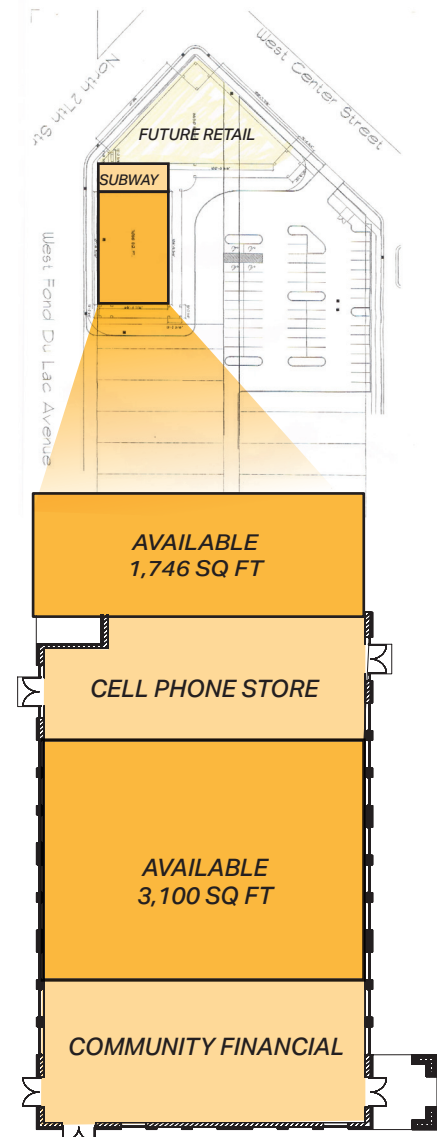 North 27th Str
West Center Street
FUTURE RETAIL
SUBWAY
West Fond Du Lac Avenue
AVAILABLE
1,746 SQ FT
CELL PHONE STORE
AVAILABLE
3,100 SQ FT
COMMUNITY FINANCIAL